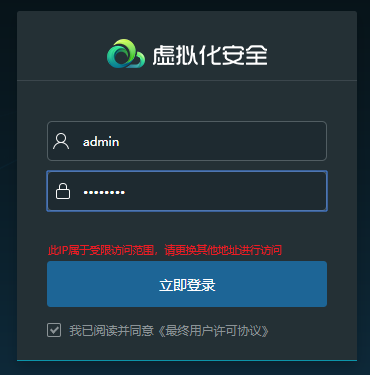 虚拟化安全
admin
••••••••
此IP属于受限访问范围，请更换其他地址进行访问
立即登录
我已阅读并同意《最终用户许可协议》